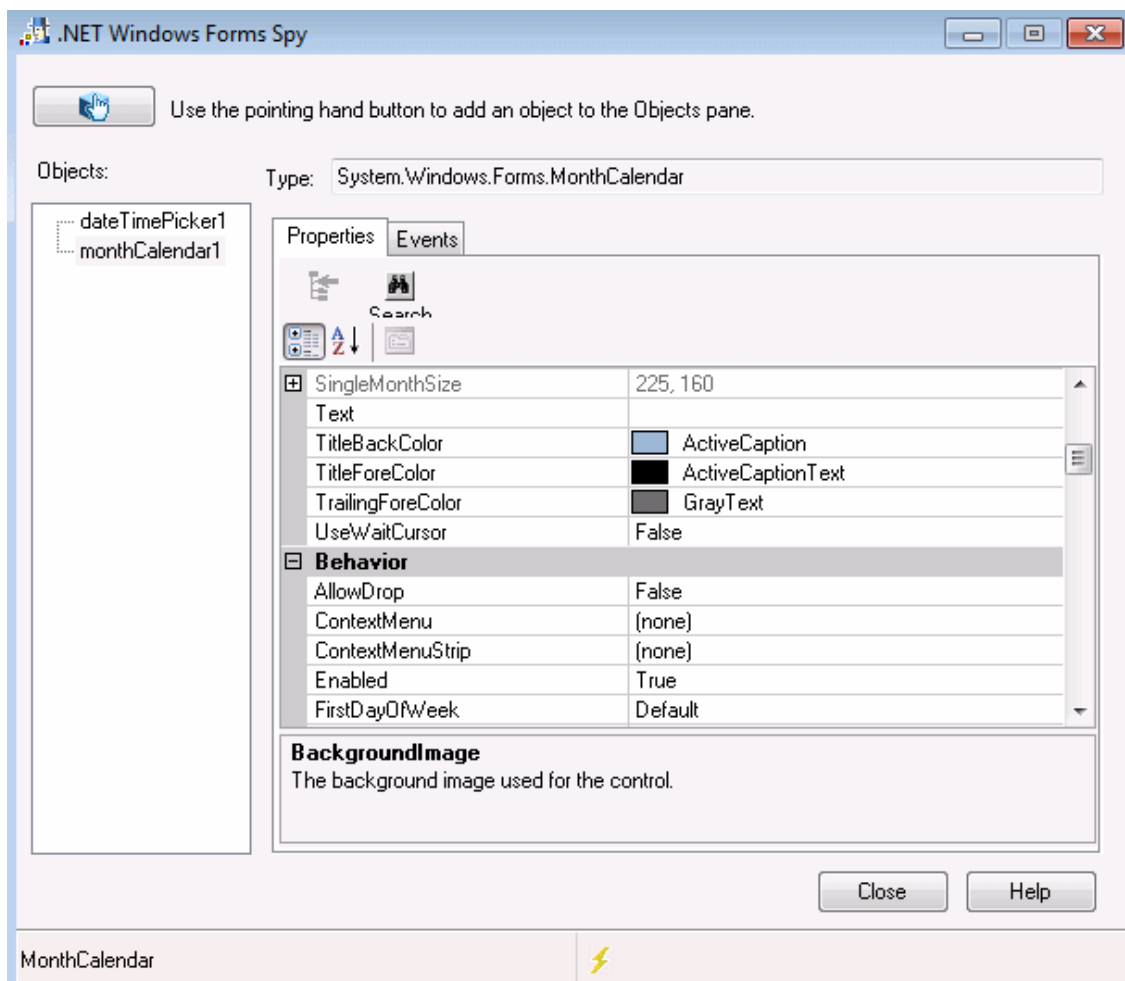 .NET Windows Forms Spy
Use the pointing hand button to add an object to the Objects pane.
Objects:
Type: System.Windows.Forms.MonthCalendar
dateTimePicker1
monthCalendar1
Properties Events
Search
A
Z
SingleMonthSize 225, 160
Text
TitleBackColor ActiveCaption
TitleForeColor ActiveCaptionText
TrailingForeColor GrayText
UseWaitCursor False
Behavior
AllowDrop False
ContextMenu (none)
ContextMenuStrip (none)
Enabled True
FirstDayOfWeek Default
BackgroundImage
The background image used for the control.
Close Help
MonthCalendar